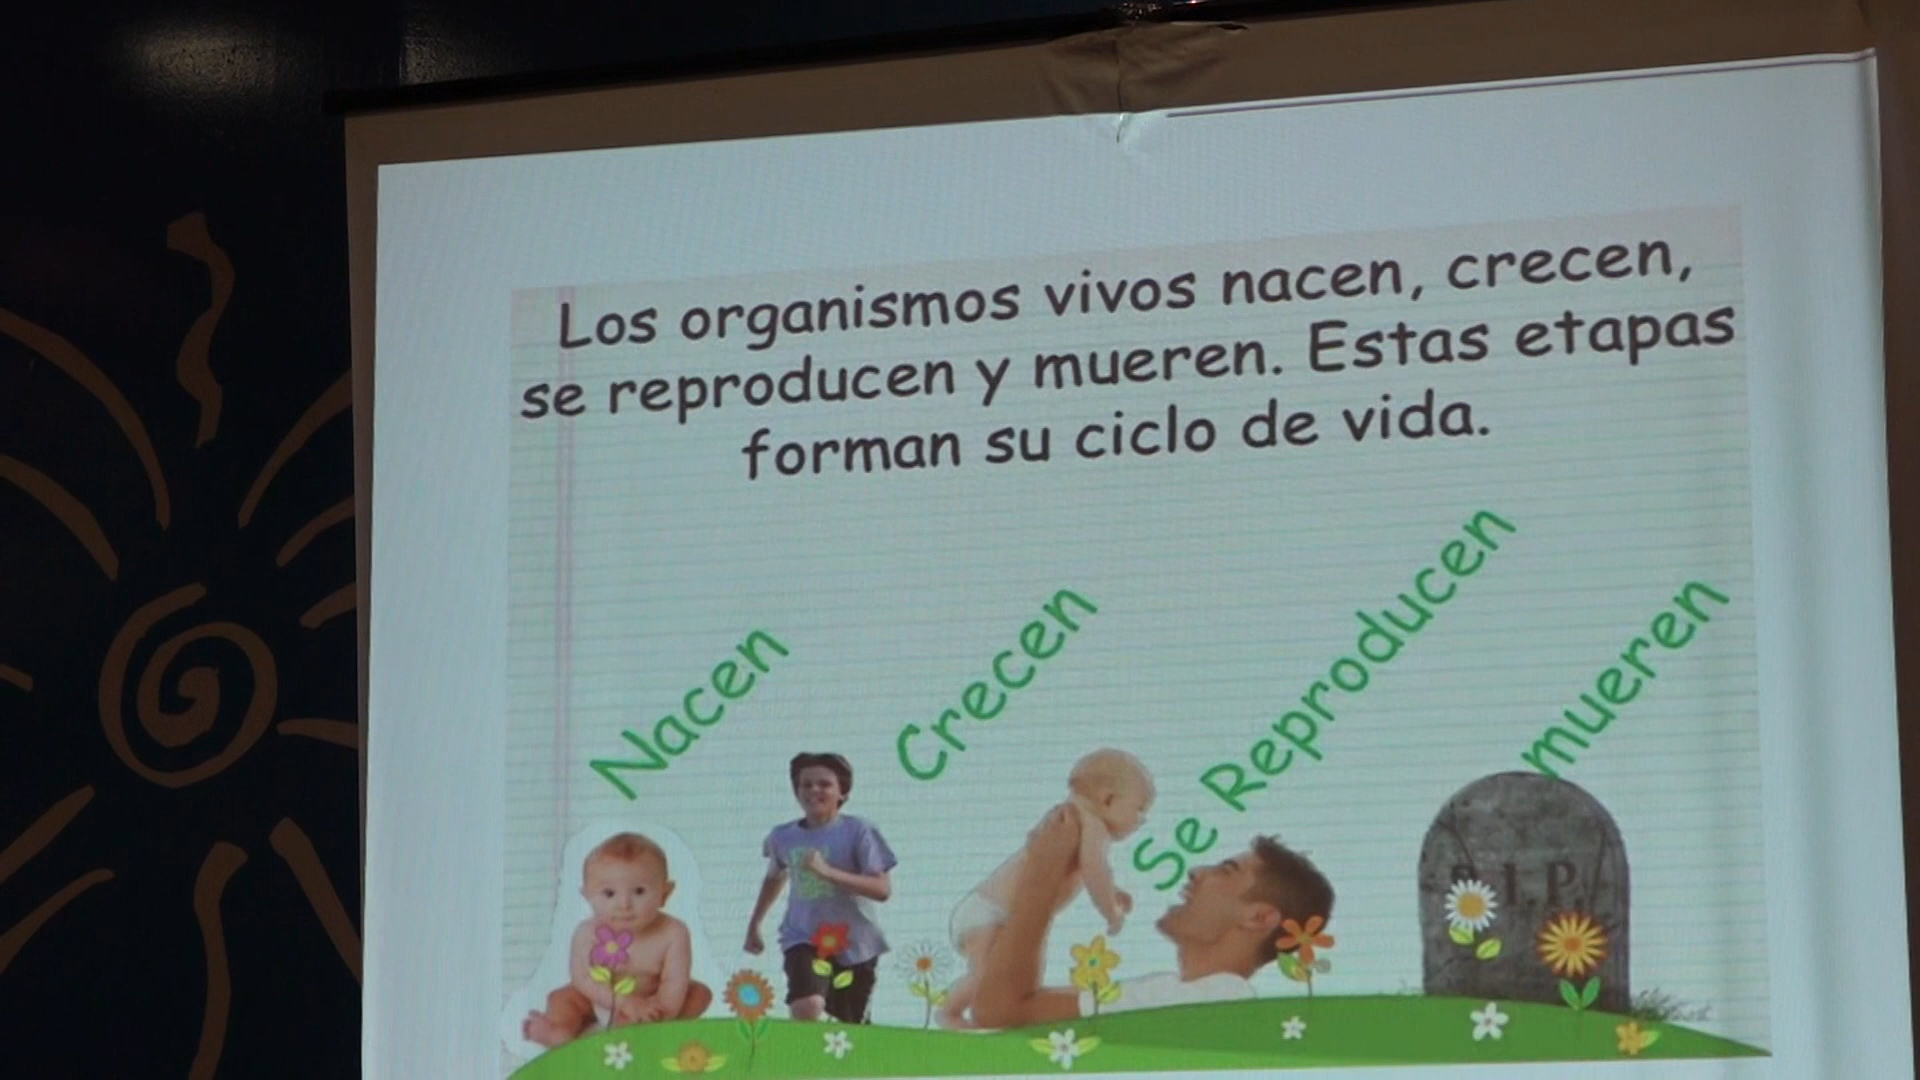 Los organismos vivos nacen, crecen,
se reproducen y mueren. Estas etapas
forman su ciclo de vida.
Nacen
Crecen
Se Reproducen
mueren
R.I.P.